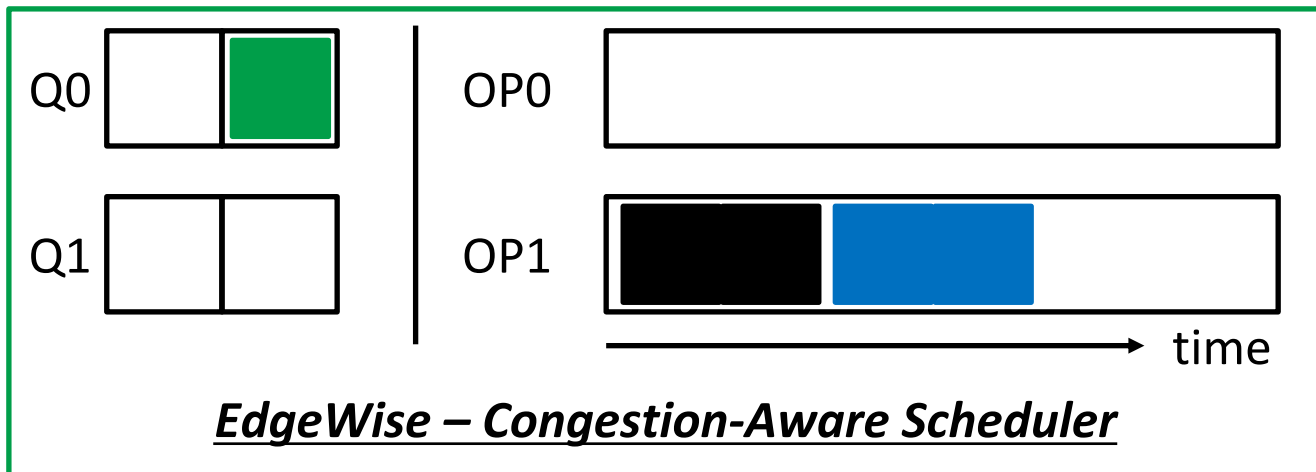 Q0
OP0
Q1
OP1
time
EdgeWise – Congestion-Aware Scheduler